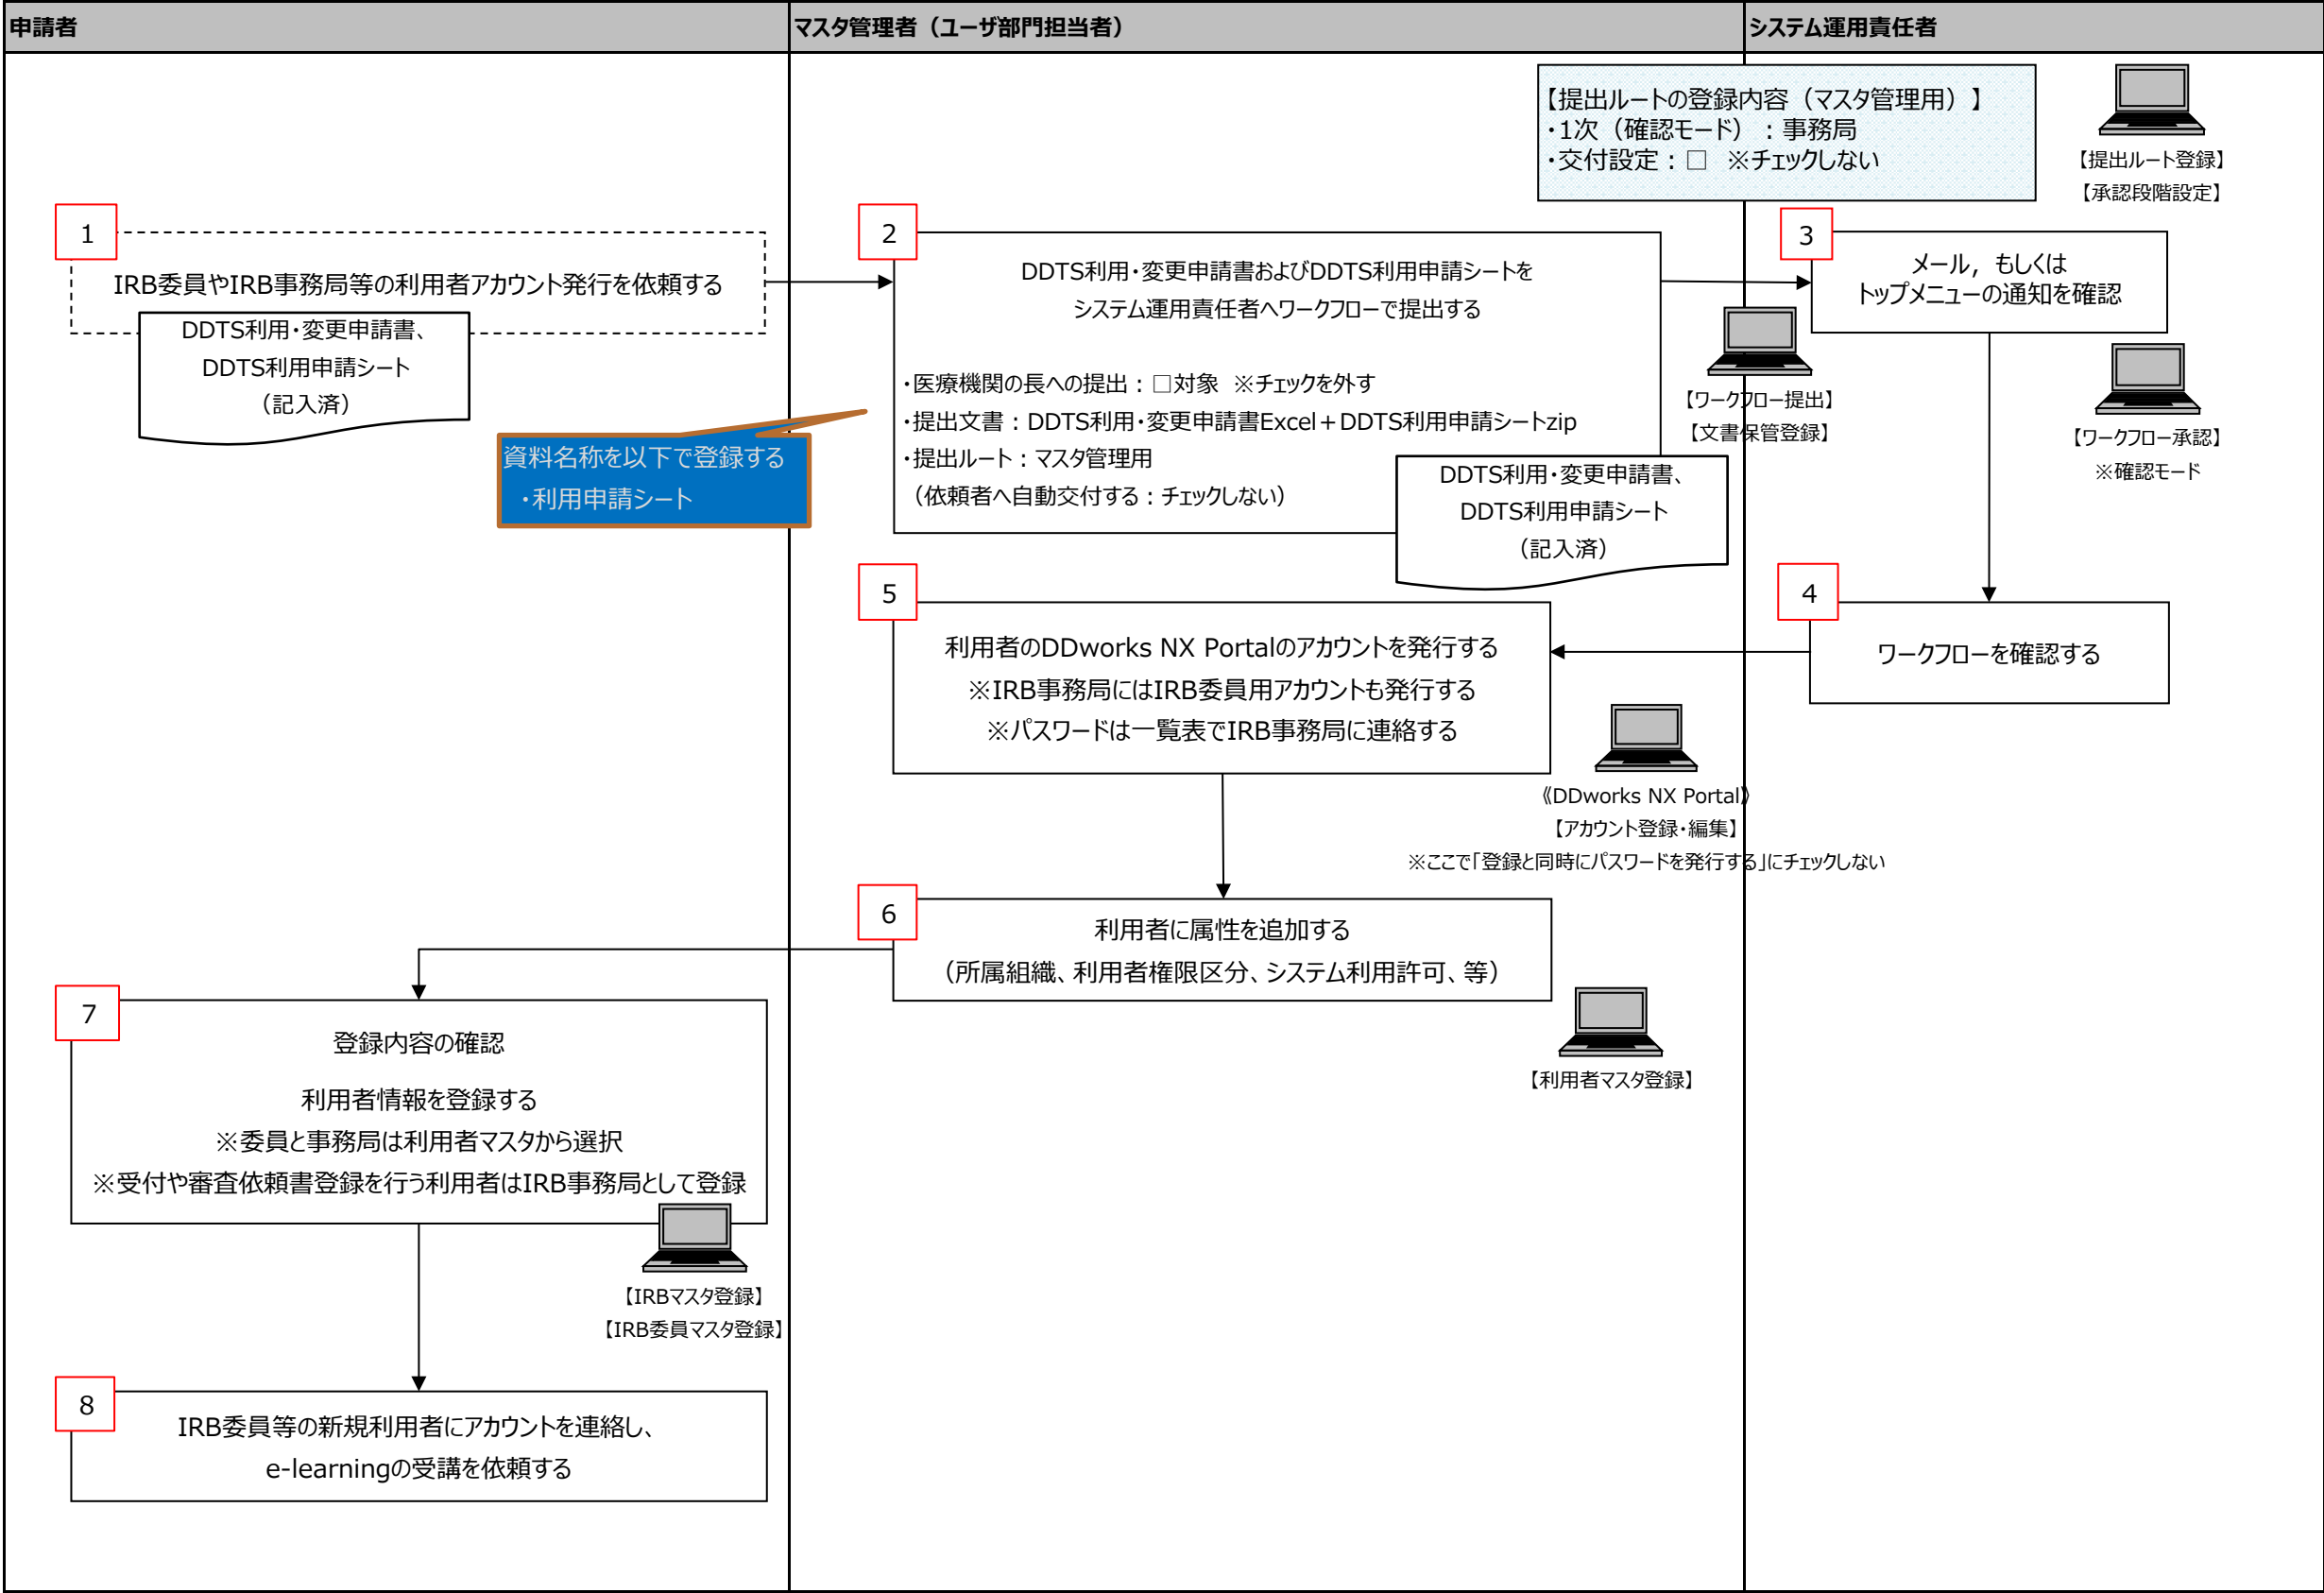 申請者
マスタ管理者（ユーザ部門担当者）
システム運用責任者
【提出ルートの登録内容（マスタ管理用）】
・1次（確認モード）：事務局
・交付設定：□　※チェックしない
【提出ルート登録】
【承認段階設定】
1
IRB委員やIRB事務局等の利用者アカウント発行を依頼する
DDTS利用・変更申請書、
DDTS利用申請シート
（記入済）
2
DDTS利用・変更申請書およびDDTS利用申請シートを
システム運用責任者へワークフローで提出する
・医療機関の長への提出：□対象　※チェックを外す
・提出文書：DDTS利用・変更申請書Excel＋DDTS利用申請シートzip
・提出ルート：マスタ管理用
（依頼者へ自動交付する：チェックしない）
資料名称を以下で登録する
・利用申請シート
DDTS利用・変更申請書、
DDTS利用申請シート
（記入済）
【ワークフロー提出】
【文書保管登録】
3
メール，もしくは
トップメニューの通知を確認
【ワークフロー承認】
※確認モード
4
ワークフローを確認する
5
利用者のDDworks NX Portalのアカウントを発行する
※IRB事務局にはIRB委員用アカウントも発行する
※パスワードは一覧表でIRB事務局に連絡する
《DDworks NX Portal》
【アカウント登録・編集】
※ここで「登録と同時にパスワードを発行する」にチェックしない
6
利用者に属性を追加する
（所属組織、利用者権限区分、システム利用許可、等）
【利用者マスタ登録】
7
登録内容の確認
利用者情報を登録する
※委員と事務局は利用者マスタから選択
※受付や審査依頼書登録を行う利用者はIRB事務局として登録
【IRBマスタ登録】
【IRB委員マスタ登録】
8
IRB委員等の新規利用者にアカウントを連絡し、
e-learningの受講を依頼する